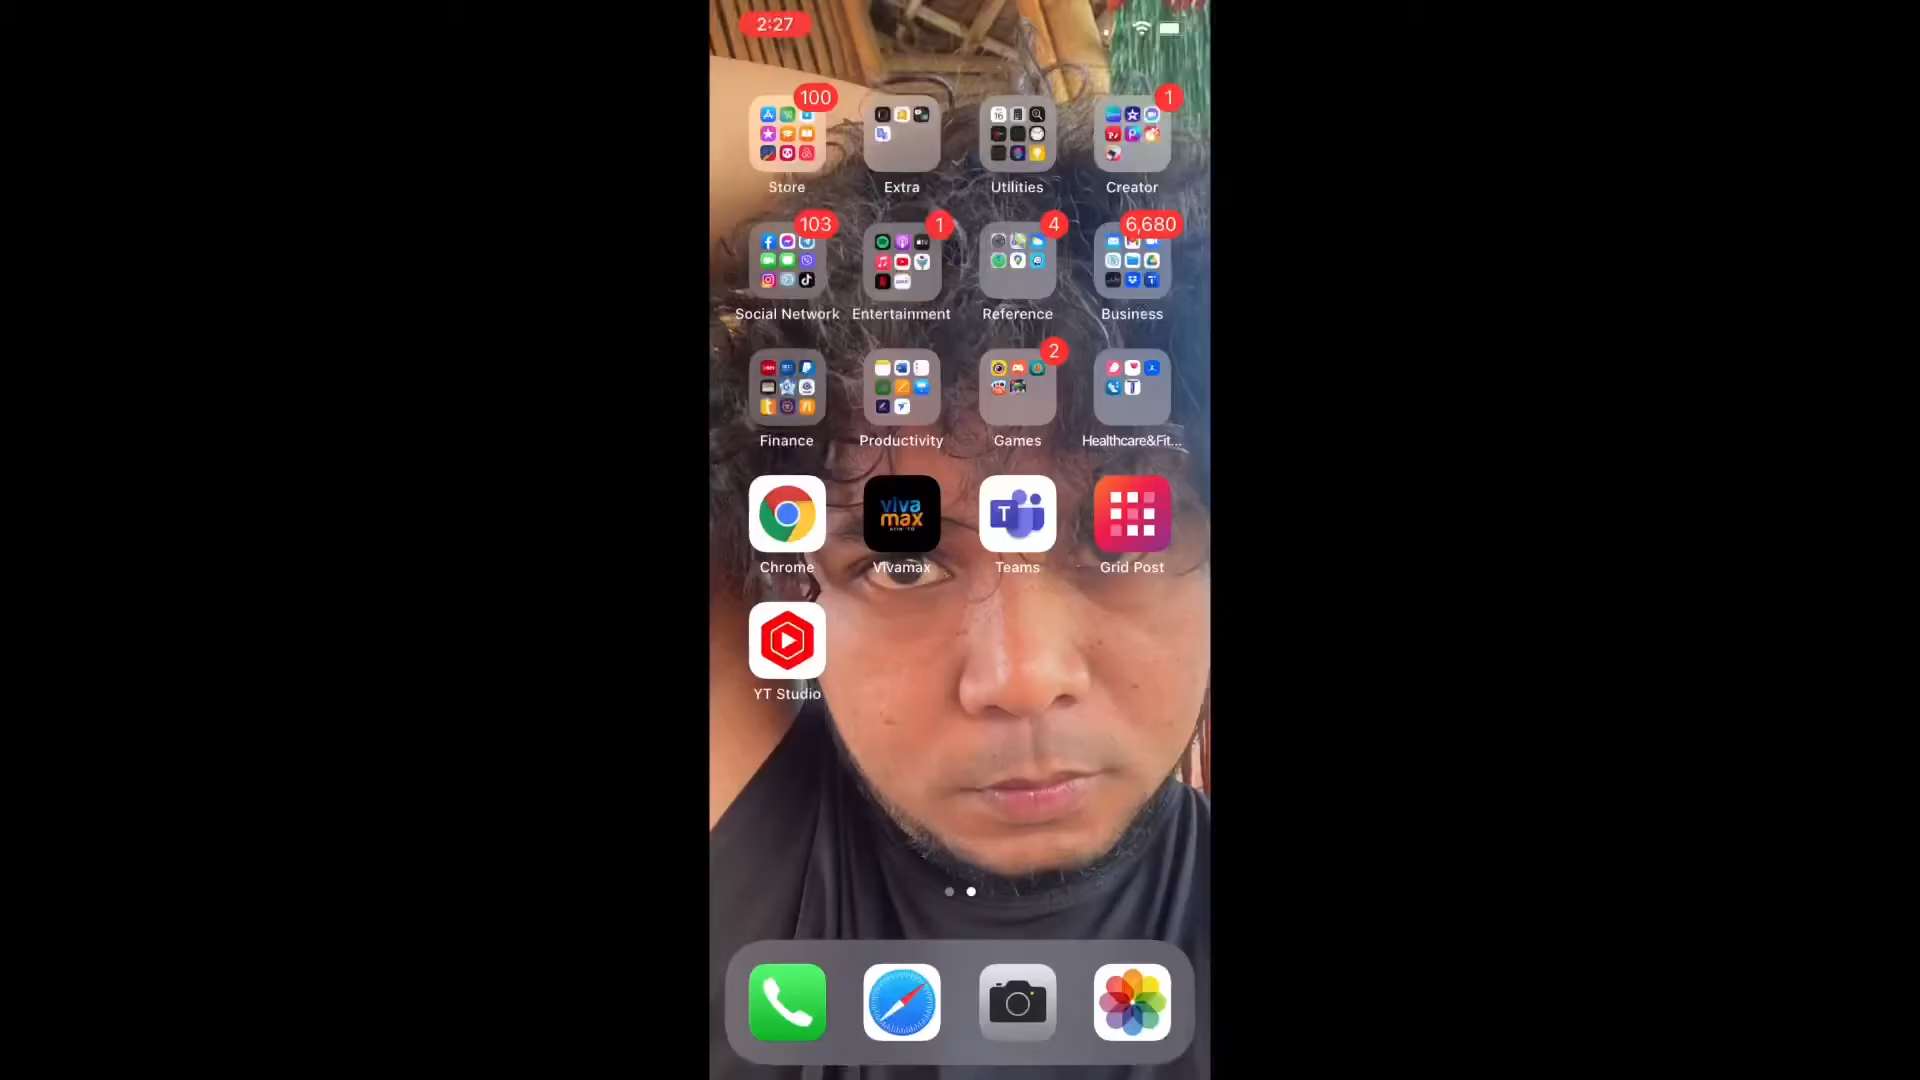 2:27
100
1
Store
Extra
Utilities
Creator
103
1
4
6,680
Social Network
Entertainment
Reference
Business
2
Finance
Productivity
Games
Healthcare&Fit...
viva
max
T
Chrome
Vivamax
Teams
Grid Post
YT Studio
16